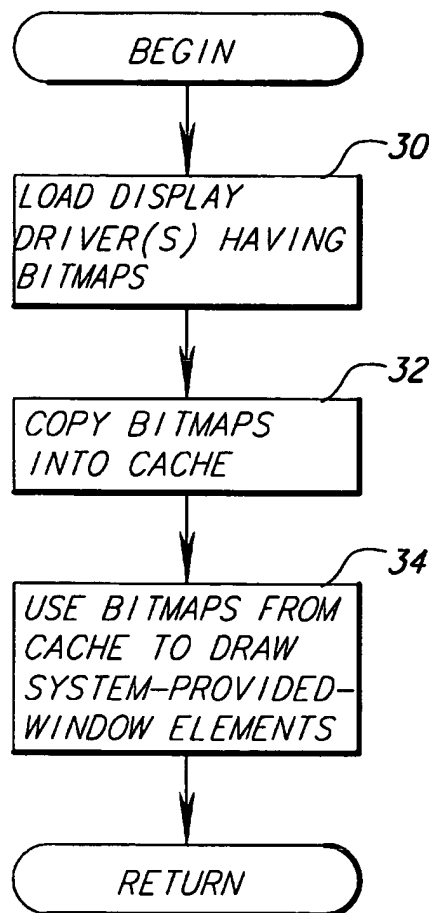 BEGIN
30
LOAD DISPLAY
DRIVER(S) HAVING
BITMAPS
32
COPY BITMAPS
INTO CACHE
34
USE BITMAPS FROM
CACHE TO DRAW
SYSTEM-PROVIDED-
WINDOW ELEMENTS
RETURN